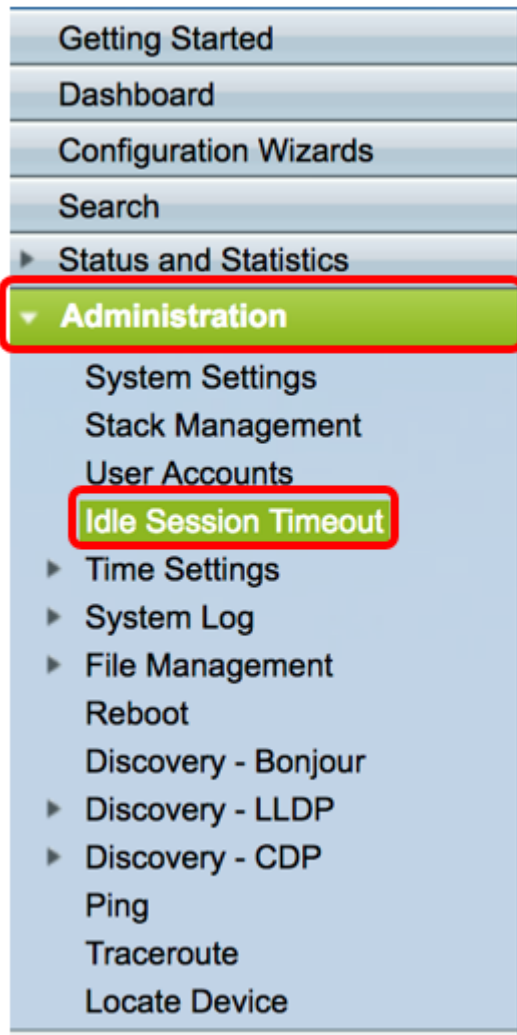 Getting Started
Dashboard
Configuration Wizards
Search
Status and Statistics
Administration
System Settings
Stack Management
User Accounts
Idle Session Timeout
Time Settings
System Log
File Management
Reboot
Discovery - Bonjour
Discovery - LLDP
Discovery - CDP
Ping
Traceroute
Locate Device